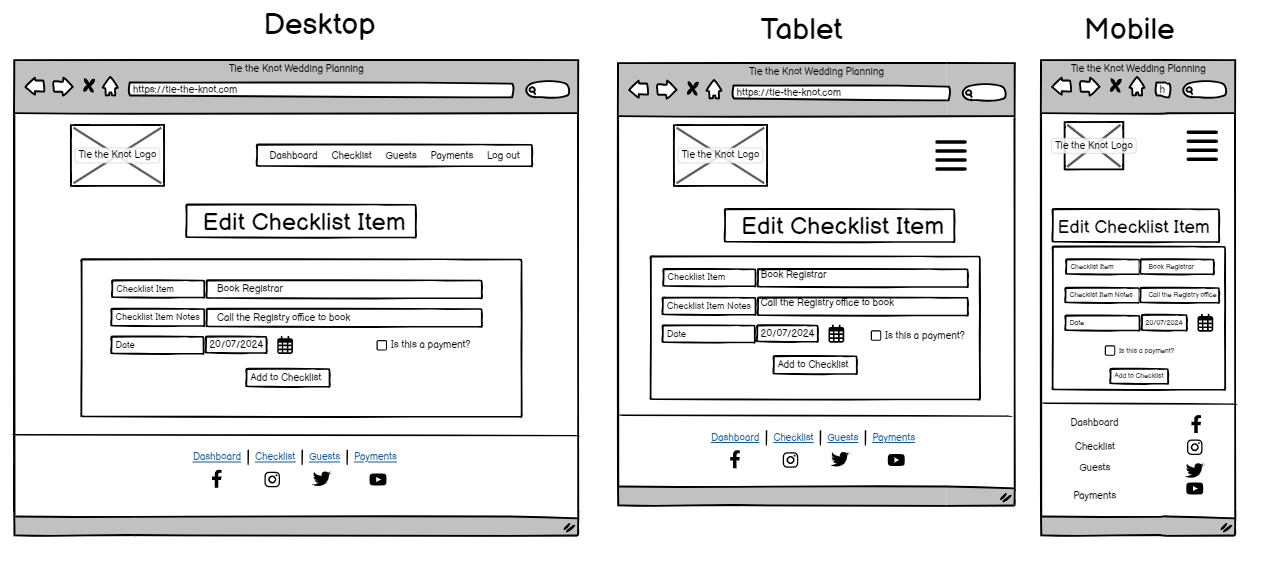 Desktop
Tie the Knot Wedding Planning
https://tie-the-knot.com
Tie the Knot Logo
Dashboard Checklist Guests Payments Log out
Edit Checklist Item
Checklist Item Book Registrar
Checklist Item Notes Call the Registry office to book
Date 20/07/2024 Is this a payment?
Add to Checklist
Dashboard | Checklist | Guests | Payments
Tablet
Tie the Knot Wedding Planning
https://tie-the-knot.com
Tie the Knot Logo
Edit Checklist Item
Checklist Item Book Registrar
Checklist Item Notes Call the Registry office to book
Date 20/07/2024 Is this a payment?
Add to Checklist
Dashboard | Checklist | Guests | Payments
Mobile
Tie the Knot Wedding Planning
h
Tie the Knot Logo
Edit Checklist Item
Checklist Item Book Registrar
Checklist Item Notes Call the Registry office
Date 20/07/2024
Is this a payment?
Add to Checklist
Dashboard
Checklist
Guests
Payments